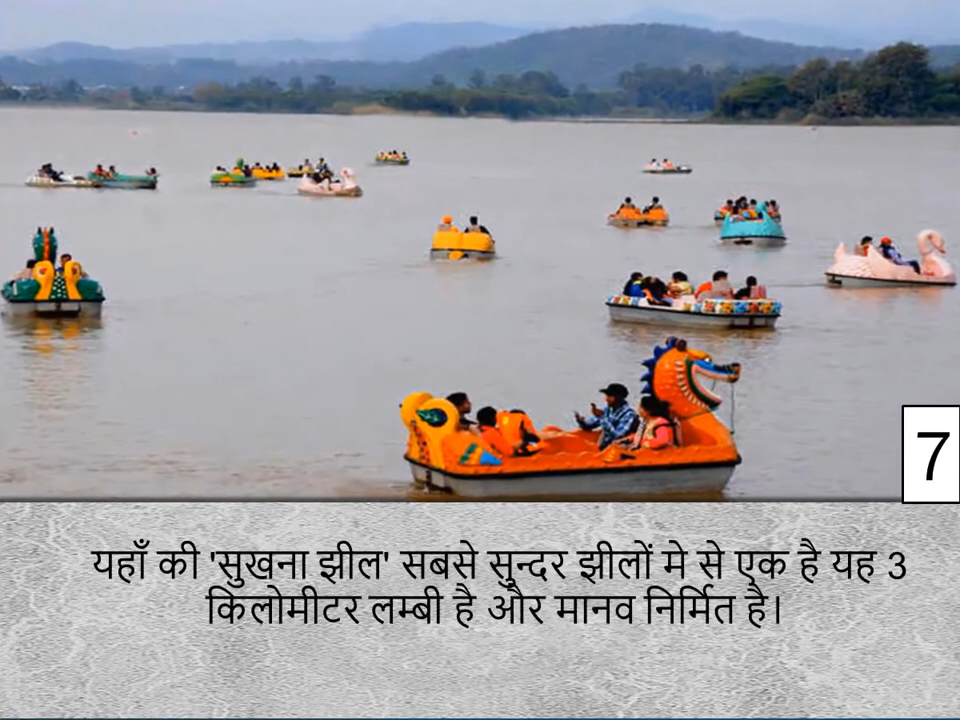 7
यहाँ की 'सुखना झील' सबसे सुन्दर झीलों मे से एक है यह 3
किलोमीटर लम्बी है और मानव निर्मित है।